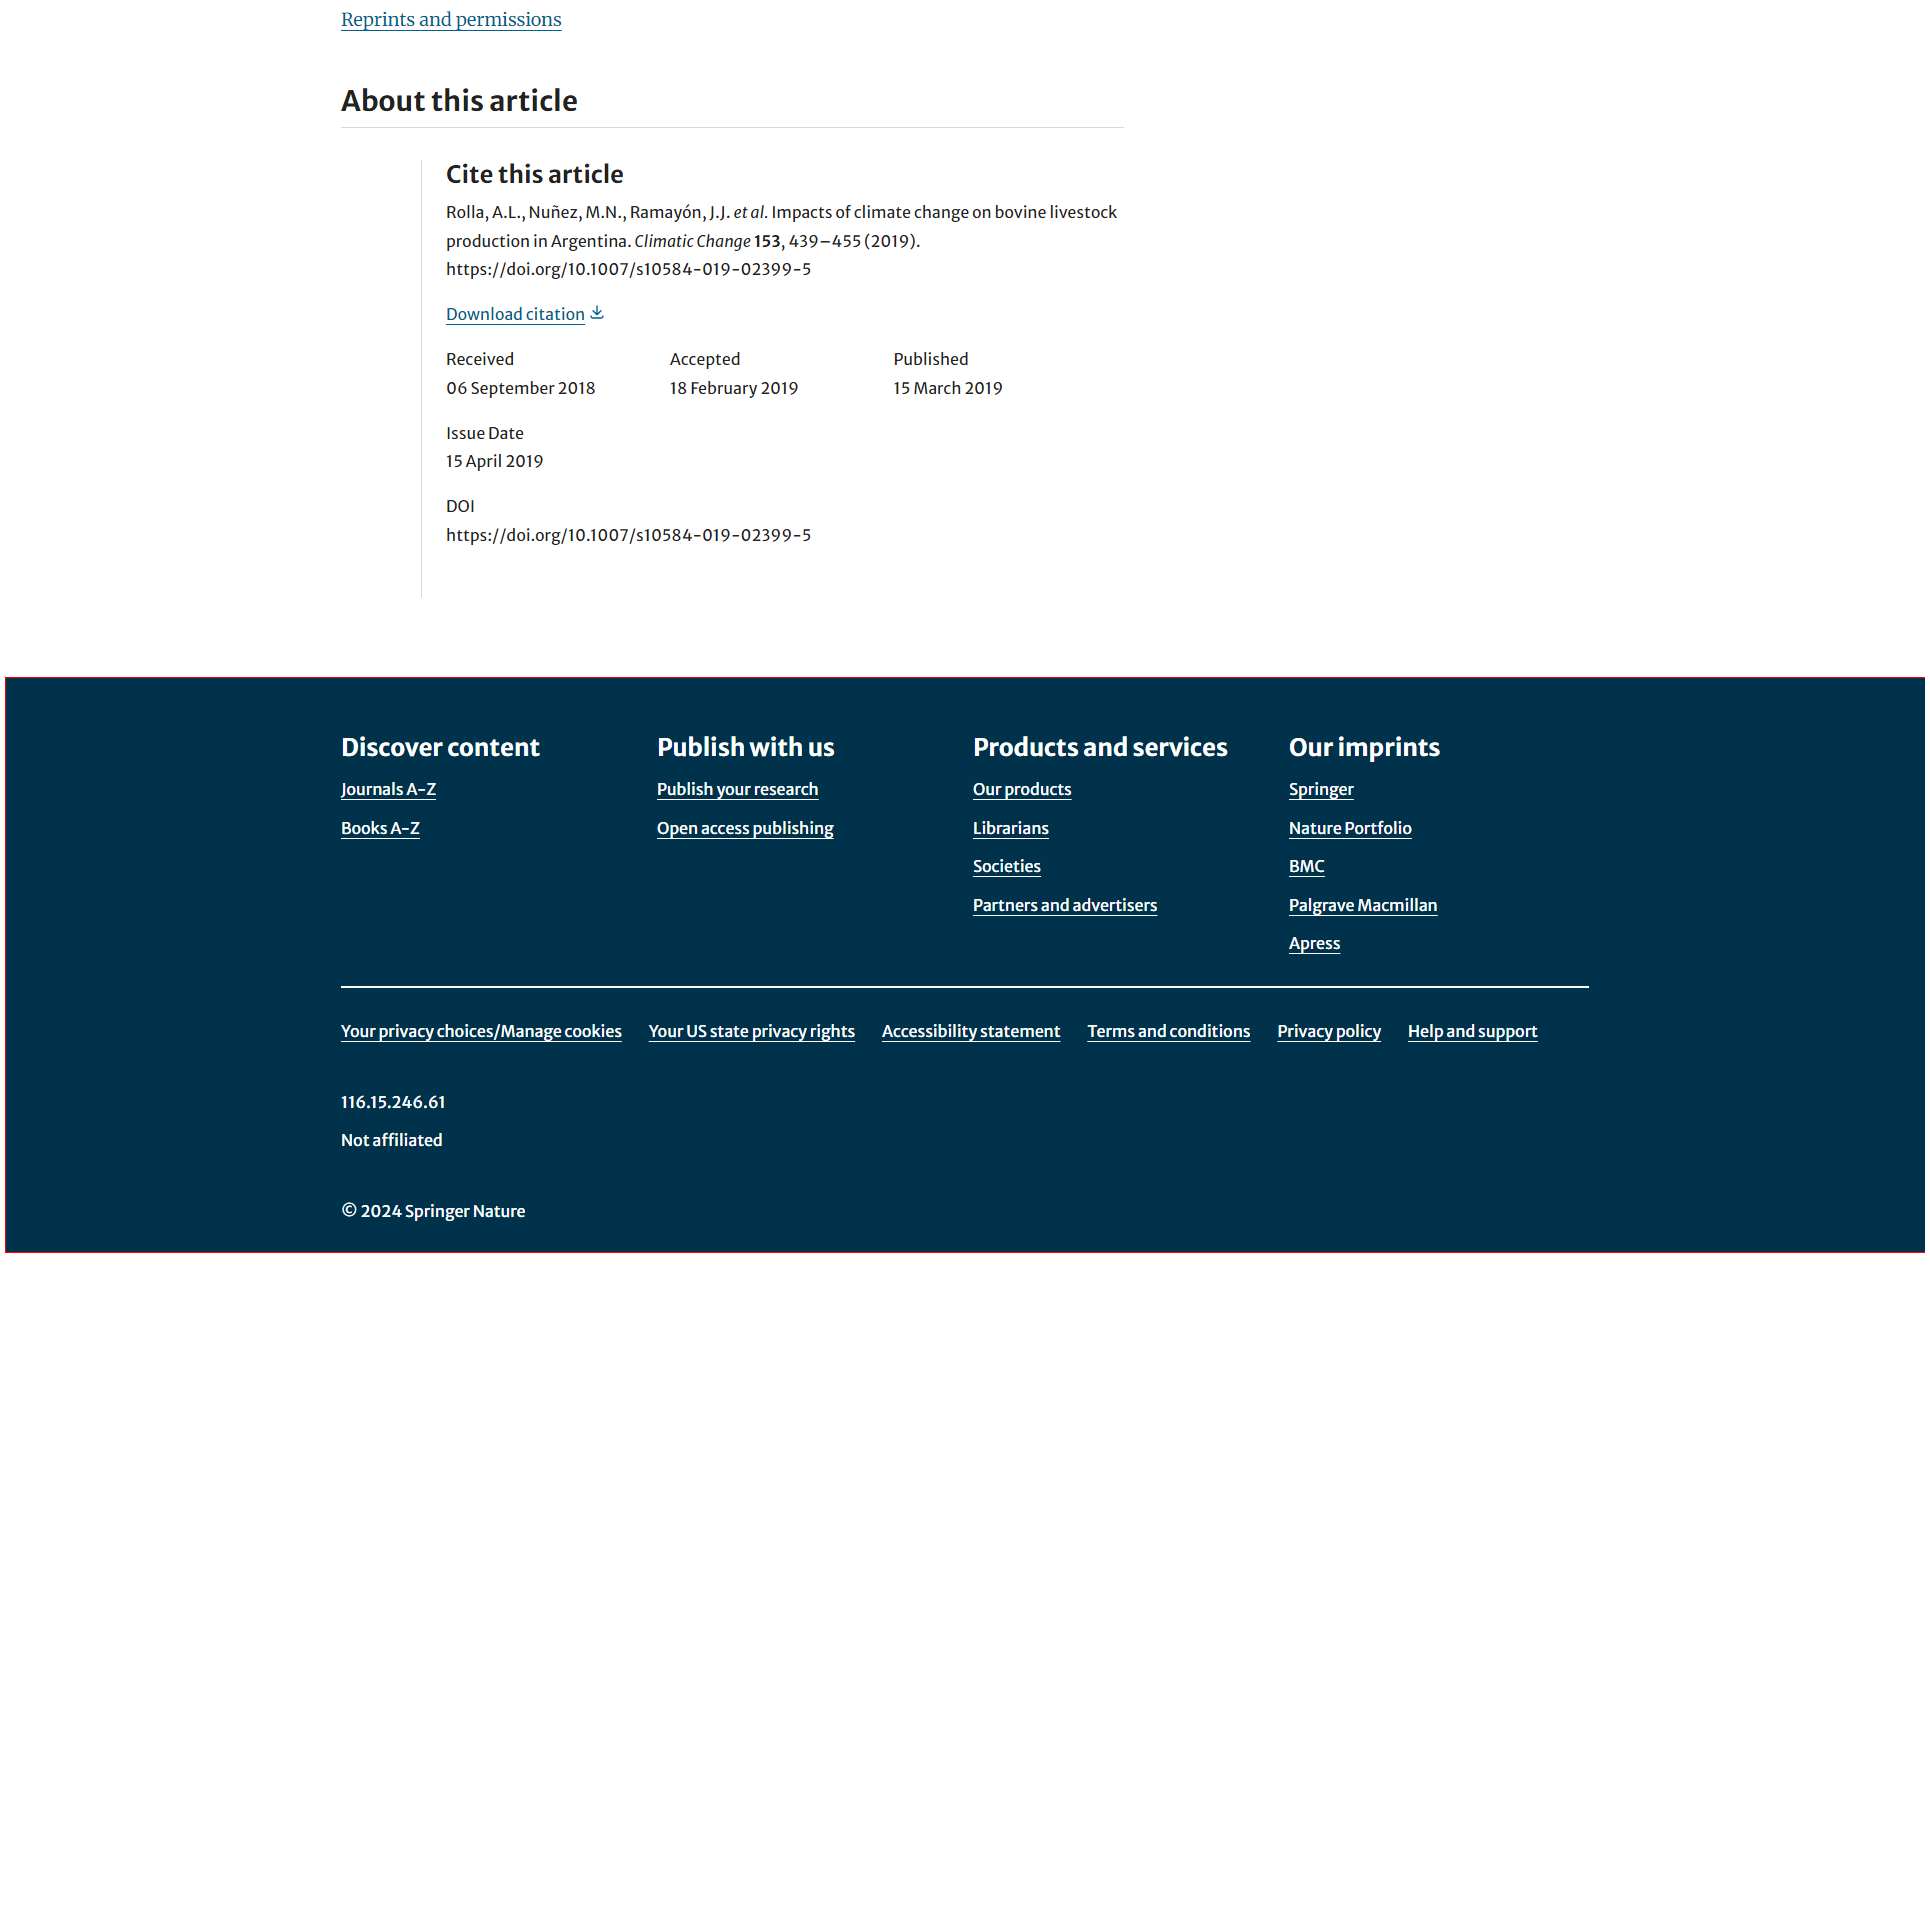 Reprints and permissions
About this article
Cite this article
Rolla, A.L., Nuñez, M.N., Ramayón, J.J. et al. Impacts of climate change on bovine livestock
production in Argentina. Climatic Change 153, 439–455 (2019).
https://doi.org/10.1007/s10584-019-02399-5
Download citation
Received Accepted Published
06 September 2018 18 February 2019 15 March 2019
Issue Date
15 April 2019
DOI
https://doi.org/10.1007/s10584-019-02399-5
Discover content
Journals A-Z
Books A-Z
Publish with us
Publish your research
Open access publishing
Products and services
Our products
Librarians
Societies
Partners and advertisers
Our imprints
Springer
Nature Portfolio
BMC
Palgrave Macmillan
Apress
Your privacy choices/Manage cookies Your US state privacy rights Accessibility statement Terms and conditions Privacy policy Help and support
116.15.246.61
Not affiliated
© 2024 Springer Nature